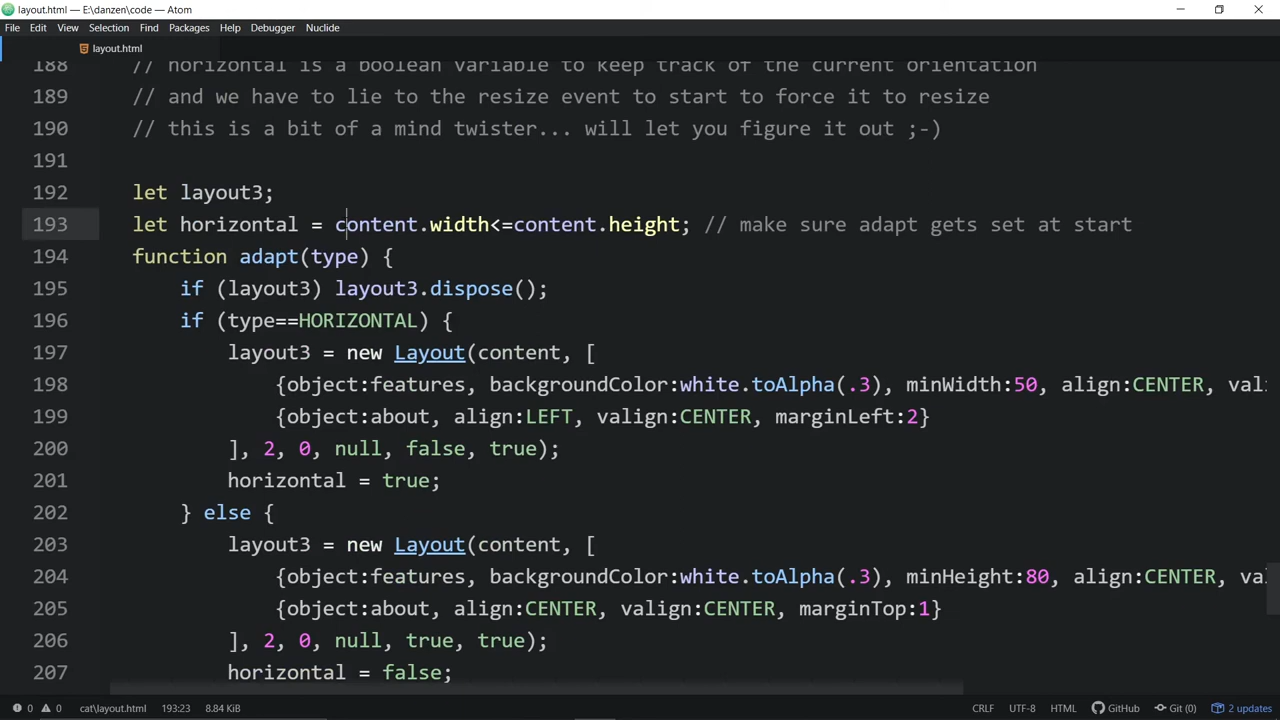 layout.html — E:\danzen\code — Atom
File Edit View Selection Find Packages Help Debugger Nuclide
layout.html
188 // horizontal is a boolean variable to keep track of the current orientation
189 // and we have to lie to the resize event to start to force it to resize
190 // this is a bit of a mind twister... will let you figure it out ;-)
191
192 let layout3;
193 let horizontal = content.width<=content.height; // make sure adapt gets set at start
194 function adapt(type) {
195 if (layout3) layout3.dispose();
196 if (type==HORIZONTAL) {
197 layout3 = new Layout(content, [
198 {object:features, backgroundColor:white.toAlpha(.3), minWidth:50, align:CENTER, val
199 {object:about, align:LEFT, valign:CENTER, marginLeft:2}
200 ], 2, 0, null, false, true);
201 horizontal = true;
202 } else {
203 layout3 = new Layout(content, [
204 {object:features, backgroundColor:white.toAlpha(.3), minHeight:80, align:CENTER, va
205 {object:about, align:CENTER, valign:CENTER, marginTop:1}
206 ], 2, 0, null, true, true);
207 horizontal = false;
0 0 cat\layout.html 193:23 8.84 KiB CRLF UTF-8 HTML GitHub Git (0) 2 updates